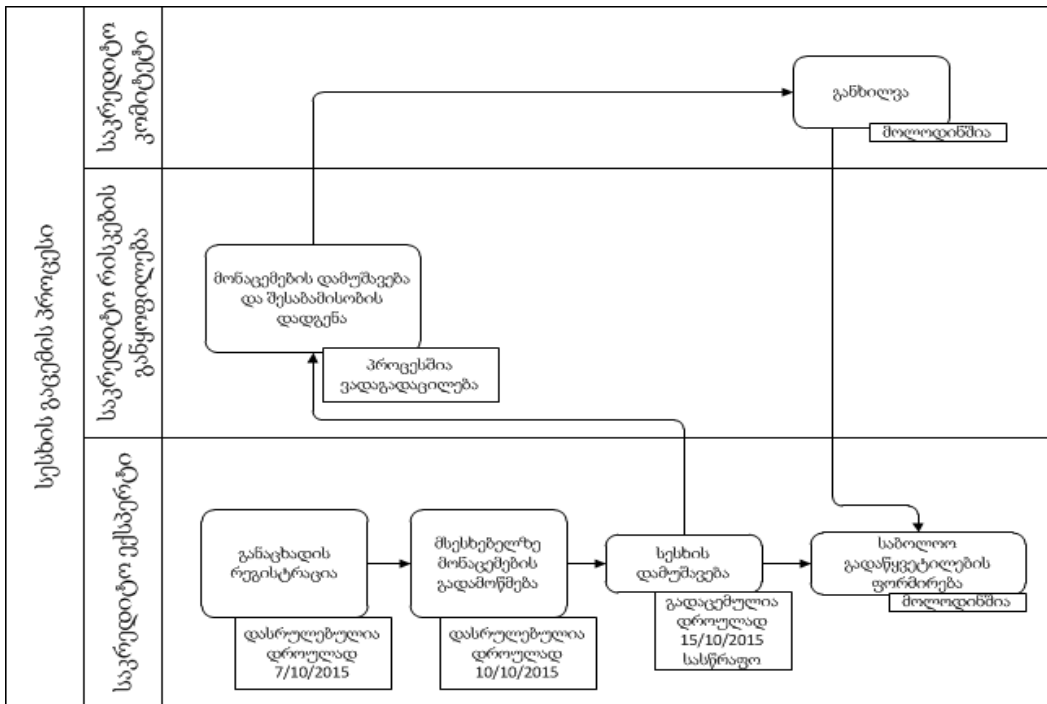 სესხის გაცემის პროცესი
საკრედიტო
კომიტეტი
განხილვა
მოლოდინშია
საკრედიტო რისკების
განყოფილება
მონაცემების დამუშავება
და შესაბამისობის
დადგენა
პროცესშია
ვადაგადაცილება
საკრედიტო ექსპერტი
განაცხადის
რეგისტრაცია
დასრულებულია
დროულად
7/10/2015
მსესხებელზე
მონაცემების
გადამოწმება
დასრულებულია
დროულად
10/10/2015
სესხის
დამუშავება
გადაცემულია
დროულად
15/10/2015
სასწრაფო
საბოლოო
გადაწყვეტილების
ფორმირება
მოლოდინშია